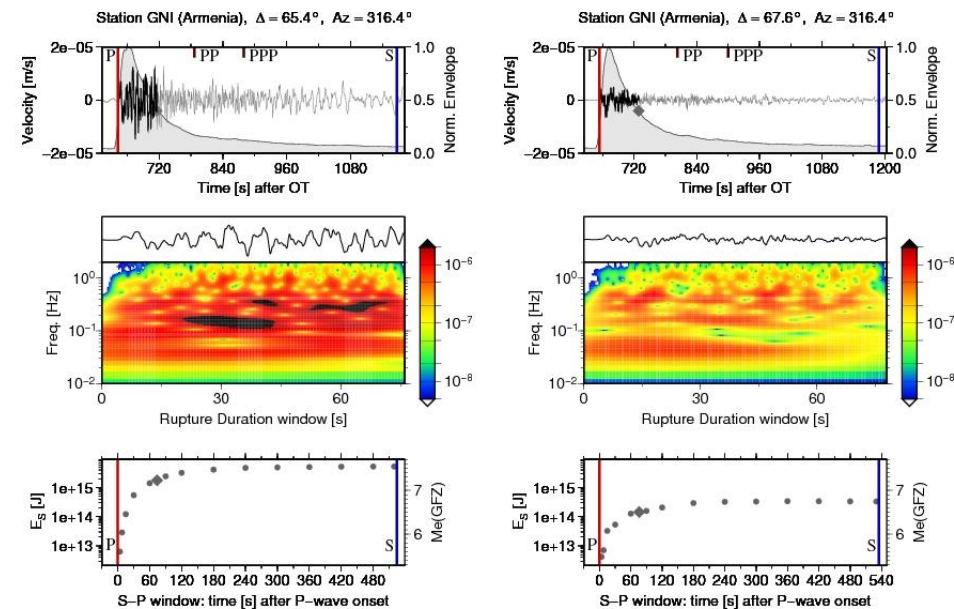 Station GNI (Armenia), Δ = 65.4°, Az = 316.4°
2e−05
0
−2e−05
Velocity [m/s]
P
PP
PPP
S
1.0
0.5
0.0
Norm. Envelope
720 840 960 1080
Time [s] after OT
10⁰
10⁻¹
10⁻²
Freq. [Hz]
0 30 60
Rupture Duration window [s]
10⁻⁶
10⁻⁷
10⁻⁸
1e+15
1e+14
1e+13
Eₛ [J]
P
S
7
6
Me(GFZ)
0 60 120 180 240 300 360 420 480
S−P window: time [s] after P−wave onset
Station GNI (Armenia), Δ = 67.6°, Az = 316.4°
2e−05
0
−2e−05
Velocity [m/s]
P
PP
PPP
S
1.0
0.5
0.0
Norm. Envelope
720 840 960 1080 1200
Time [s] after OT
10⁰
10⁻¹
10⁻²
Freq. [Hz]
0 30 60
Rupture Duration window [s]
10⁻⁶
10⁻⁷
10⁻⁸
1e+15
1e+14
1e+13
Eₛ [J]
P
S
7
6
Me(GFZ)
0 60 120 180 240 300 360 420 480 540
S−P window: time [s] after P−wave onset